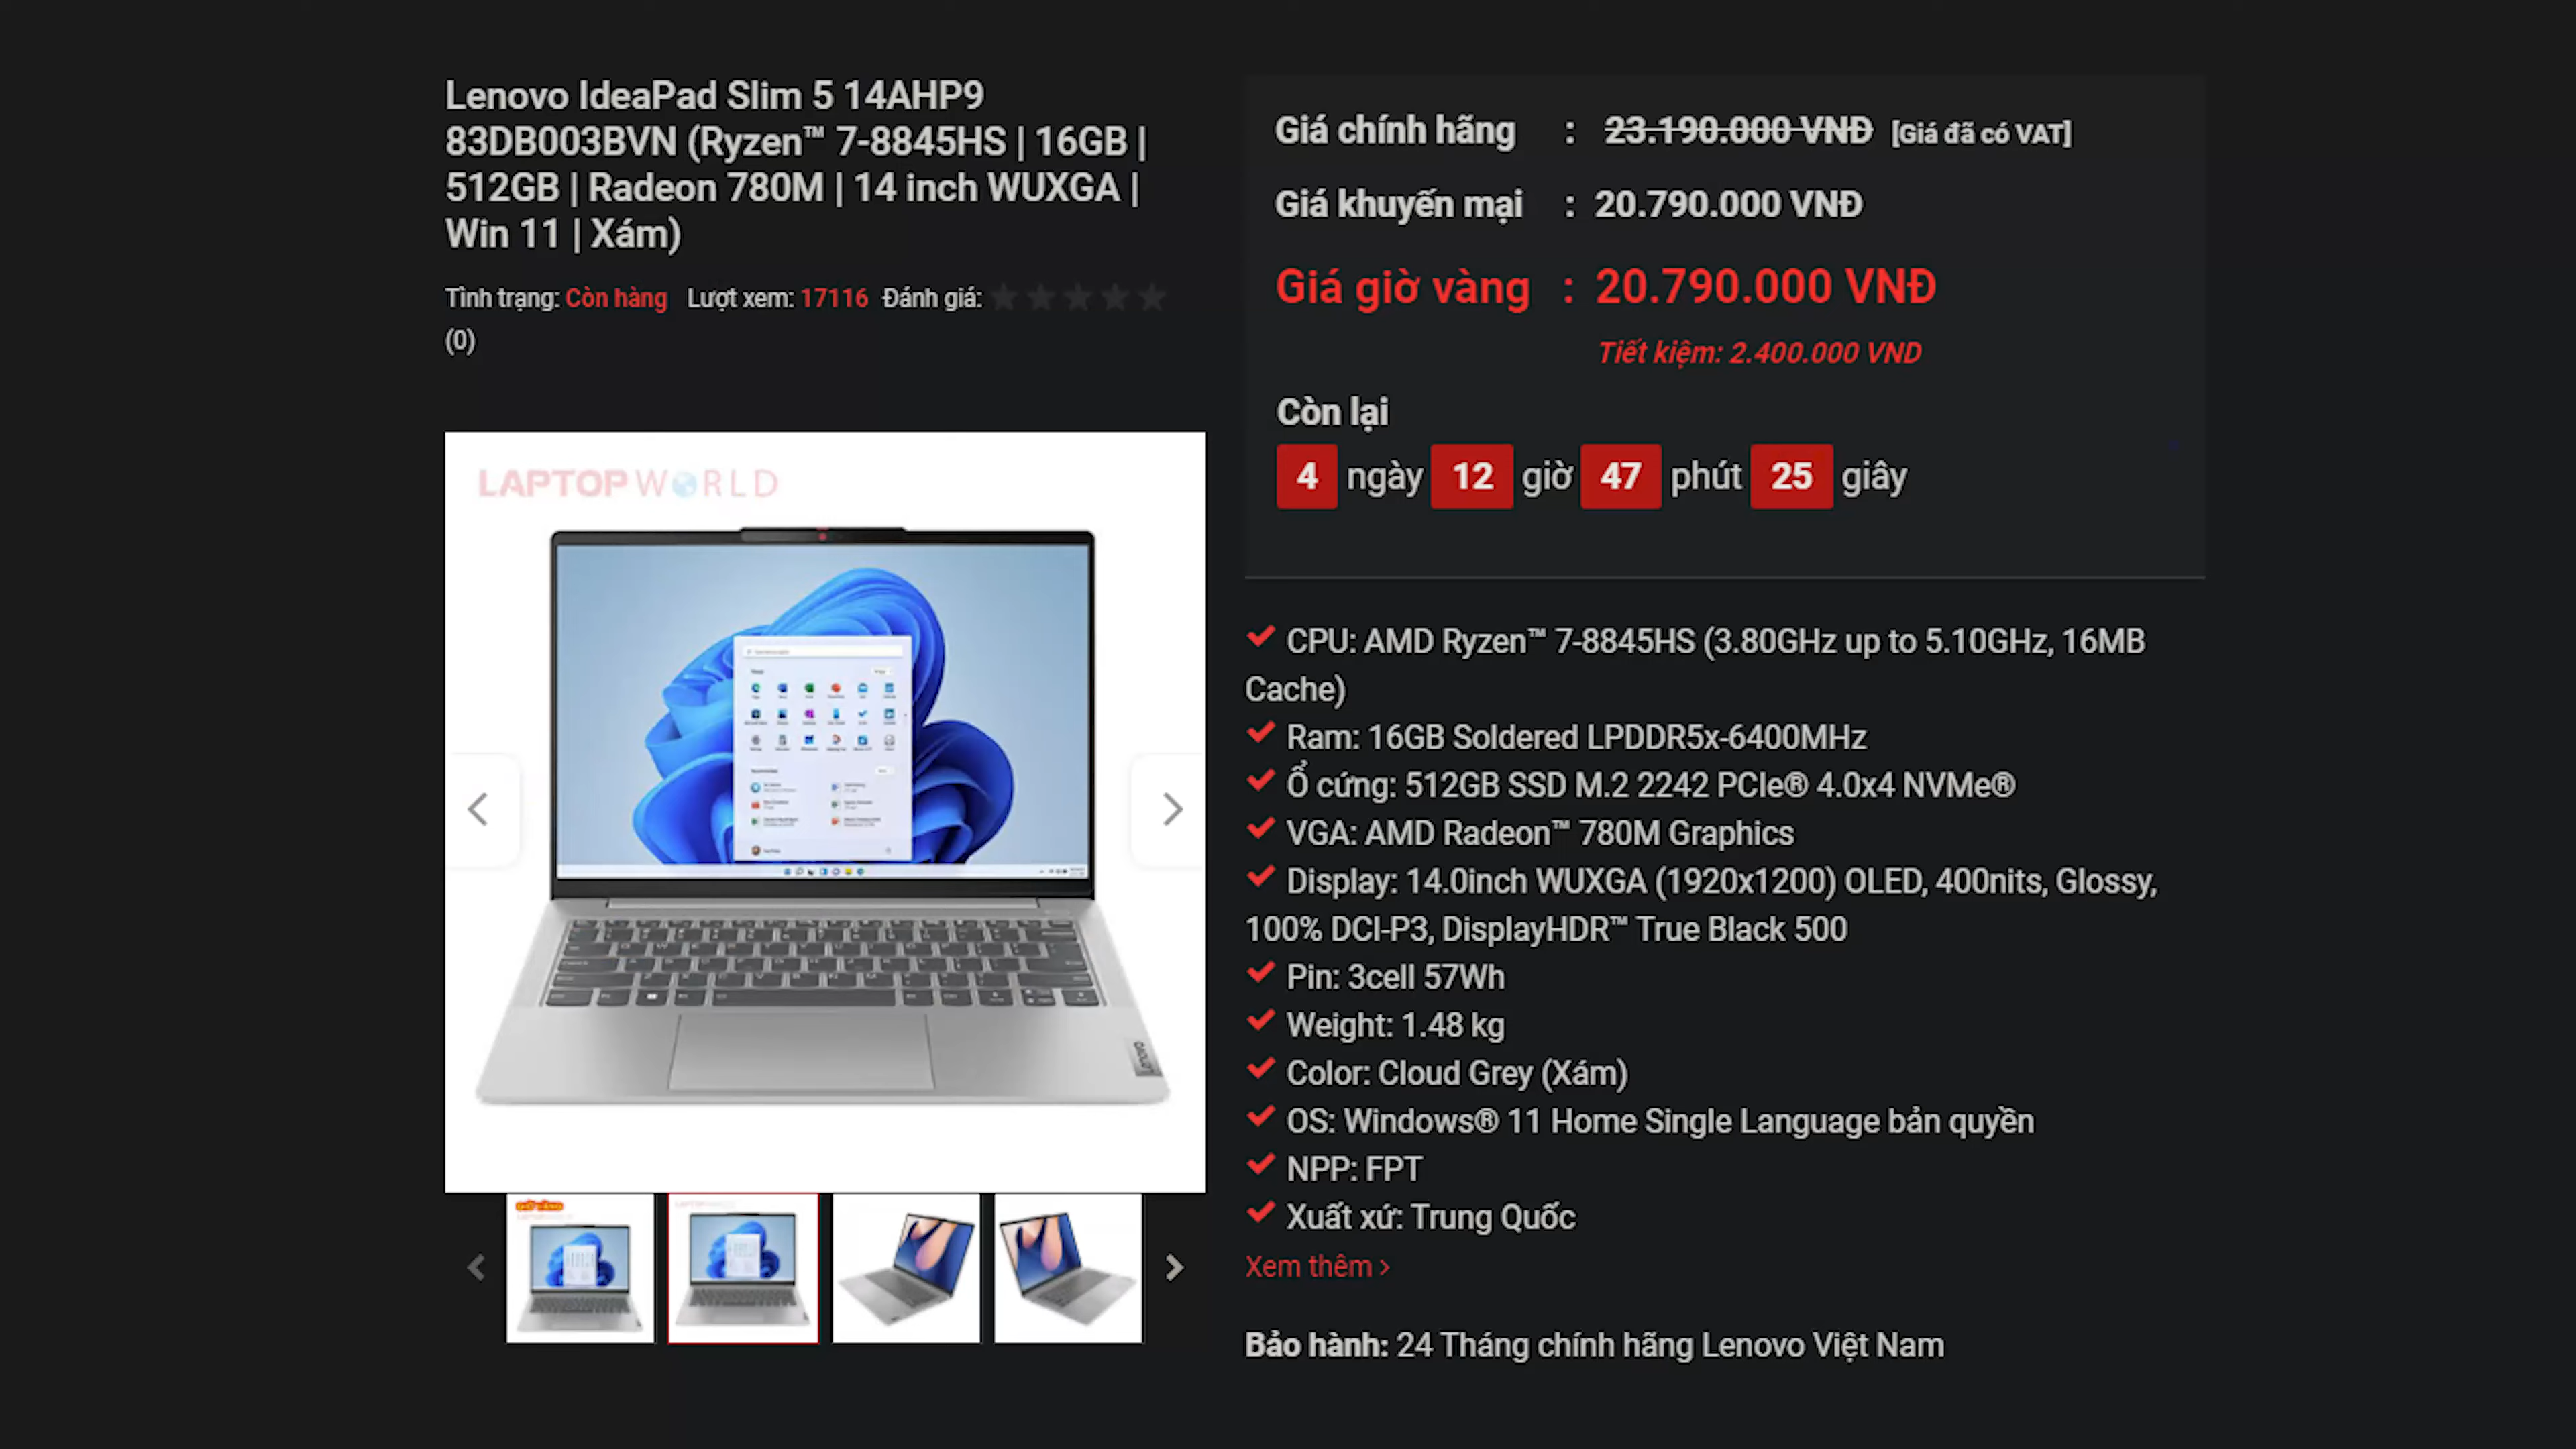 Lenovo IdeaPad Slim 5 14AHP9
83DB003BVN (Ryzen™ 7-8845HS | 16GB |
512GB | Radeon 780M | 14 inch WUXGA |
Win 11 | Xám)
Tình trạng: Còn hàng Lượt xem: 17116 Đánh giá:
(0)
LAPTOP WORLD
Lenovo
GIỜ VÀNG
Giá chính hãng : 23.190.000 VNĐ [Giá đã có VAT]
Giá khuyến mại : 20.790.000 VNĐ
Giá giờ vàng : 20.790.000 VNĐ
Tiết kiệm: 2.400.000 VND
Còn lại
4 ngày 12 giờ 47 phút 25 giây
CPU: AMD Ryzen™ 7-8845HS (3.80GHz up to 5.10GHz, 16MB
Cache)
Ram: 16GB Soldered LPDDR5x-6400MHz
Ổ cứng: 512GB SSD M.2 2242 PCIe® 4.0x4 NVMe®
VGA: AMD Radeon™ 780M Graphics
Display: 14.0inch WUXGA (1920x1200) OLED, 400nits, Glossy,
100% DCI-P3, DisplayHDR™ True Black 500
Pin: 3cell 57Wh
Weight: 1.48 kg
Color: Cloud Grey (Xám)
OS: Windows® 11 Home Single Language bản quyền
NPP: FPT
Xuất xứ: Trung Quốc
Xem thêm >
Bảo hành: 24 Tháng chính hãng Lenovo Việt Nam